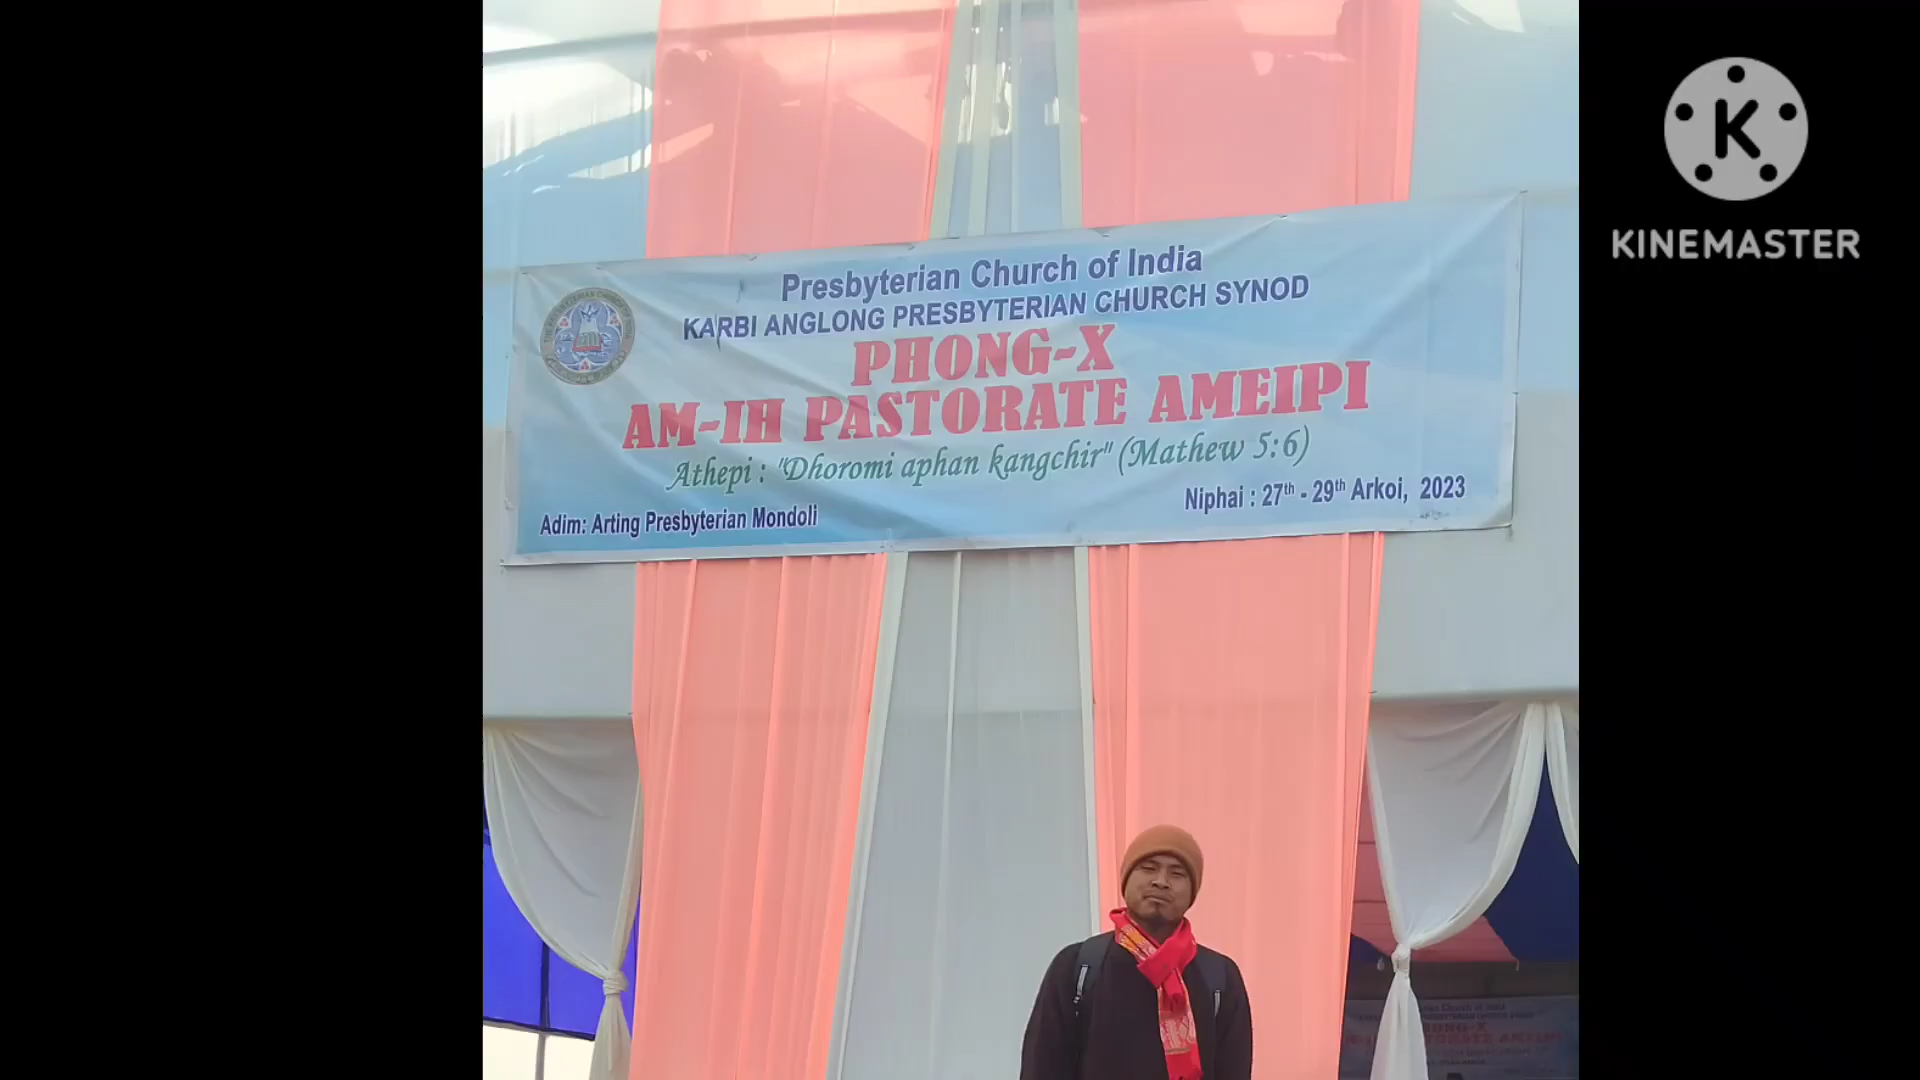 Presbyterian Church of India
KARBI ANGLONG PRESBYTERIAN CHURCH SYNOD
PHONG-X
AM-IH PASTORATE AMEIPI
Athepi : "Dhoromi aphan kangchir" (Mathew 5:6)
Niphai : 27th - 29th Arkoi, 2023
Adim: Arting Presbyterian Mondoli
K
KINEMASTER